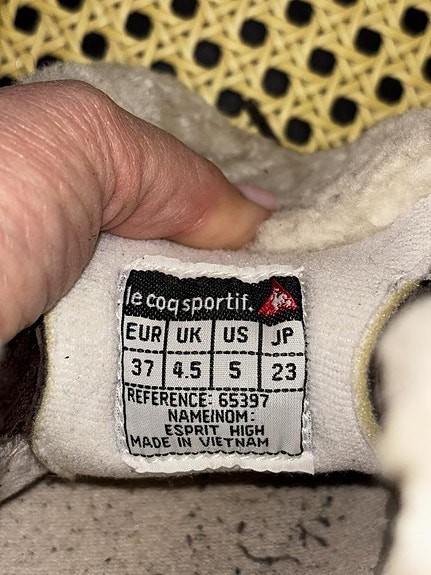 le coq sportif.
EUR UK US JP
37 4.5 5 23
REFERENCE: 65397
NAME/NOM:
ESPRIT HIGH
MADE IN VIETNAM